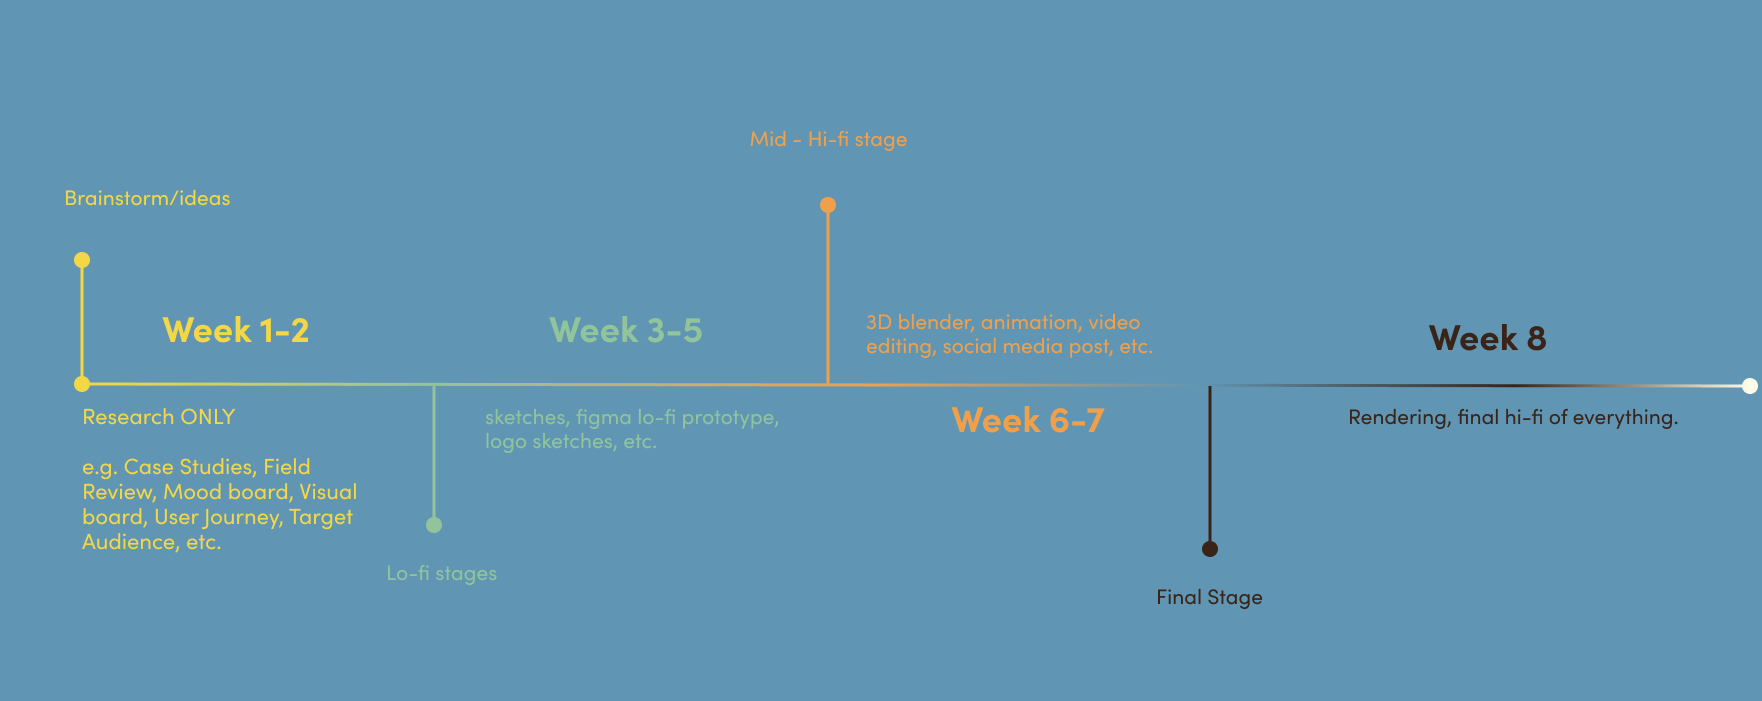 Brainstorm/ideas
Week 1-2
Research ONLY
e.g. Case Studies, Field
Review, Mood board, Visual
board, User Journey, Target
Audience, etc.
Week 3-5
sketches, figma lo-fi prototype,
logo sketches, etc.
Lo-fi stages
Mid - Hi-fi stage
3D blender, animation, video
editing, social media post, etc.
Week 6-7
Week 8
Rendering, final hi-fi of everything.
Final Stage